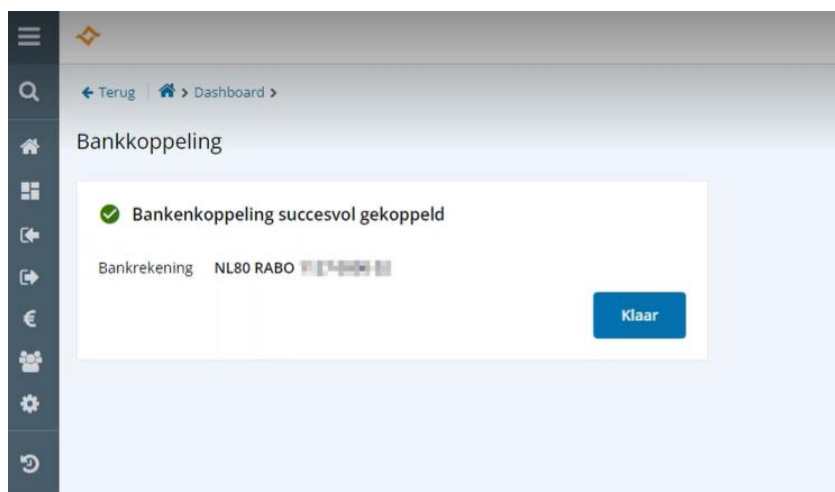 Terug > Dashboard >
Bankkoppeling
Bankenkoppeling succesvol gekoppeld
Bankrekening NL80 RABO
Klaar